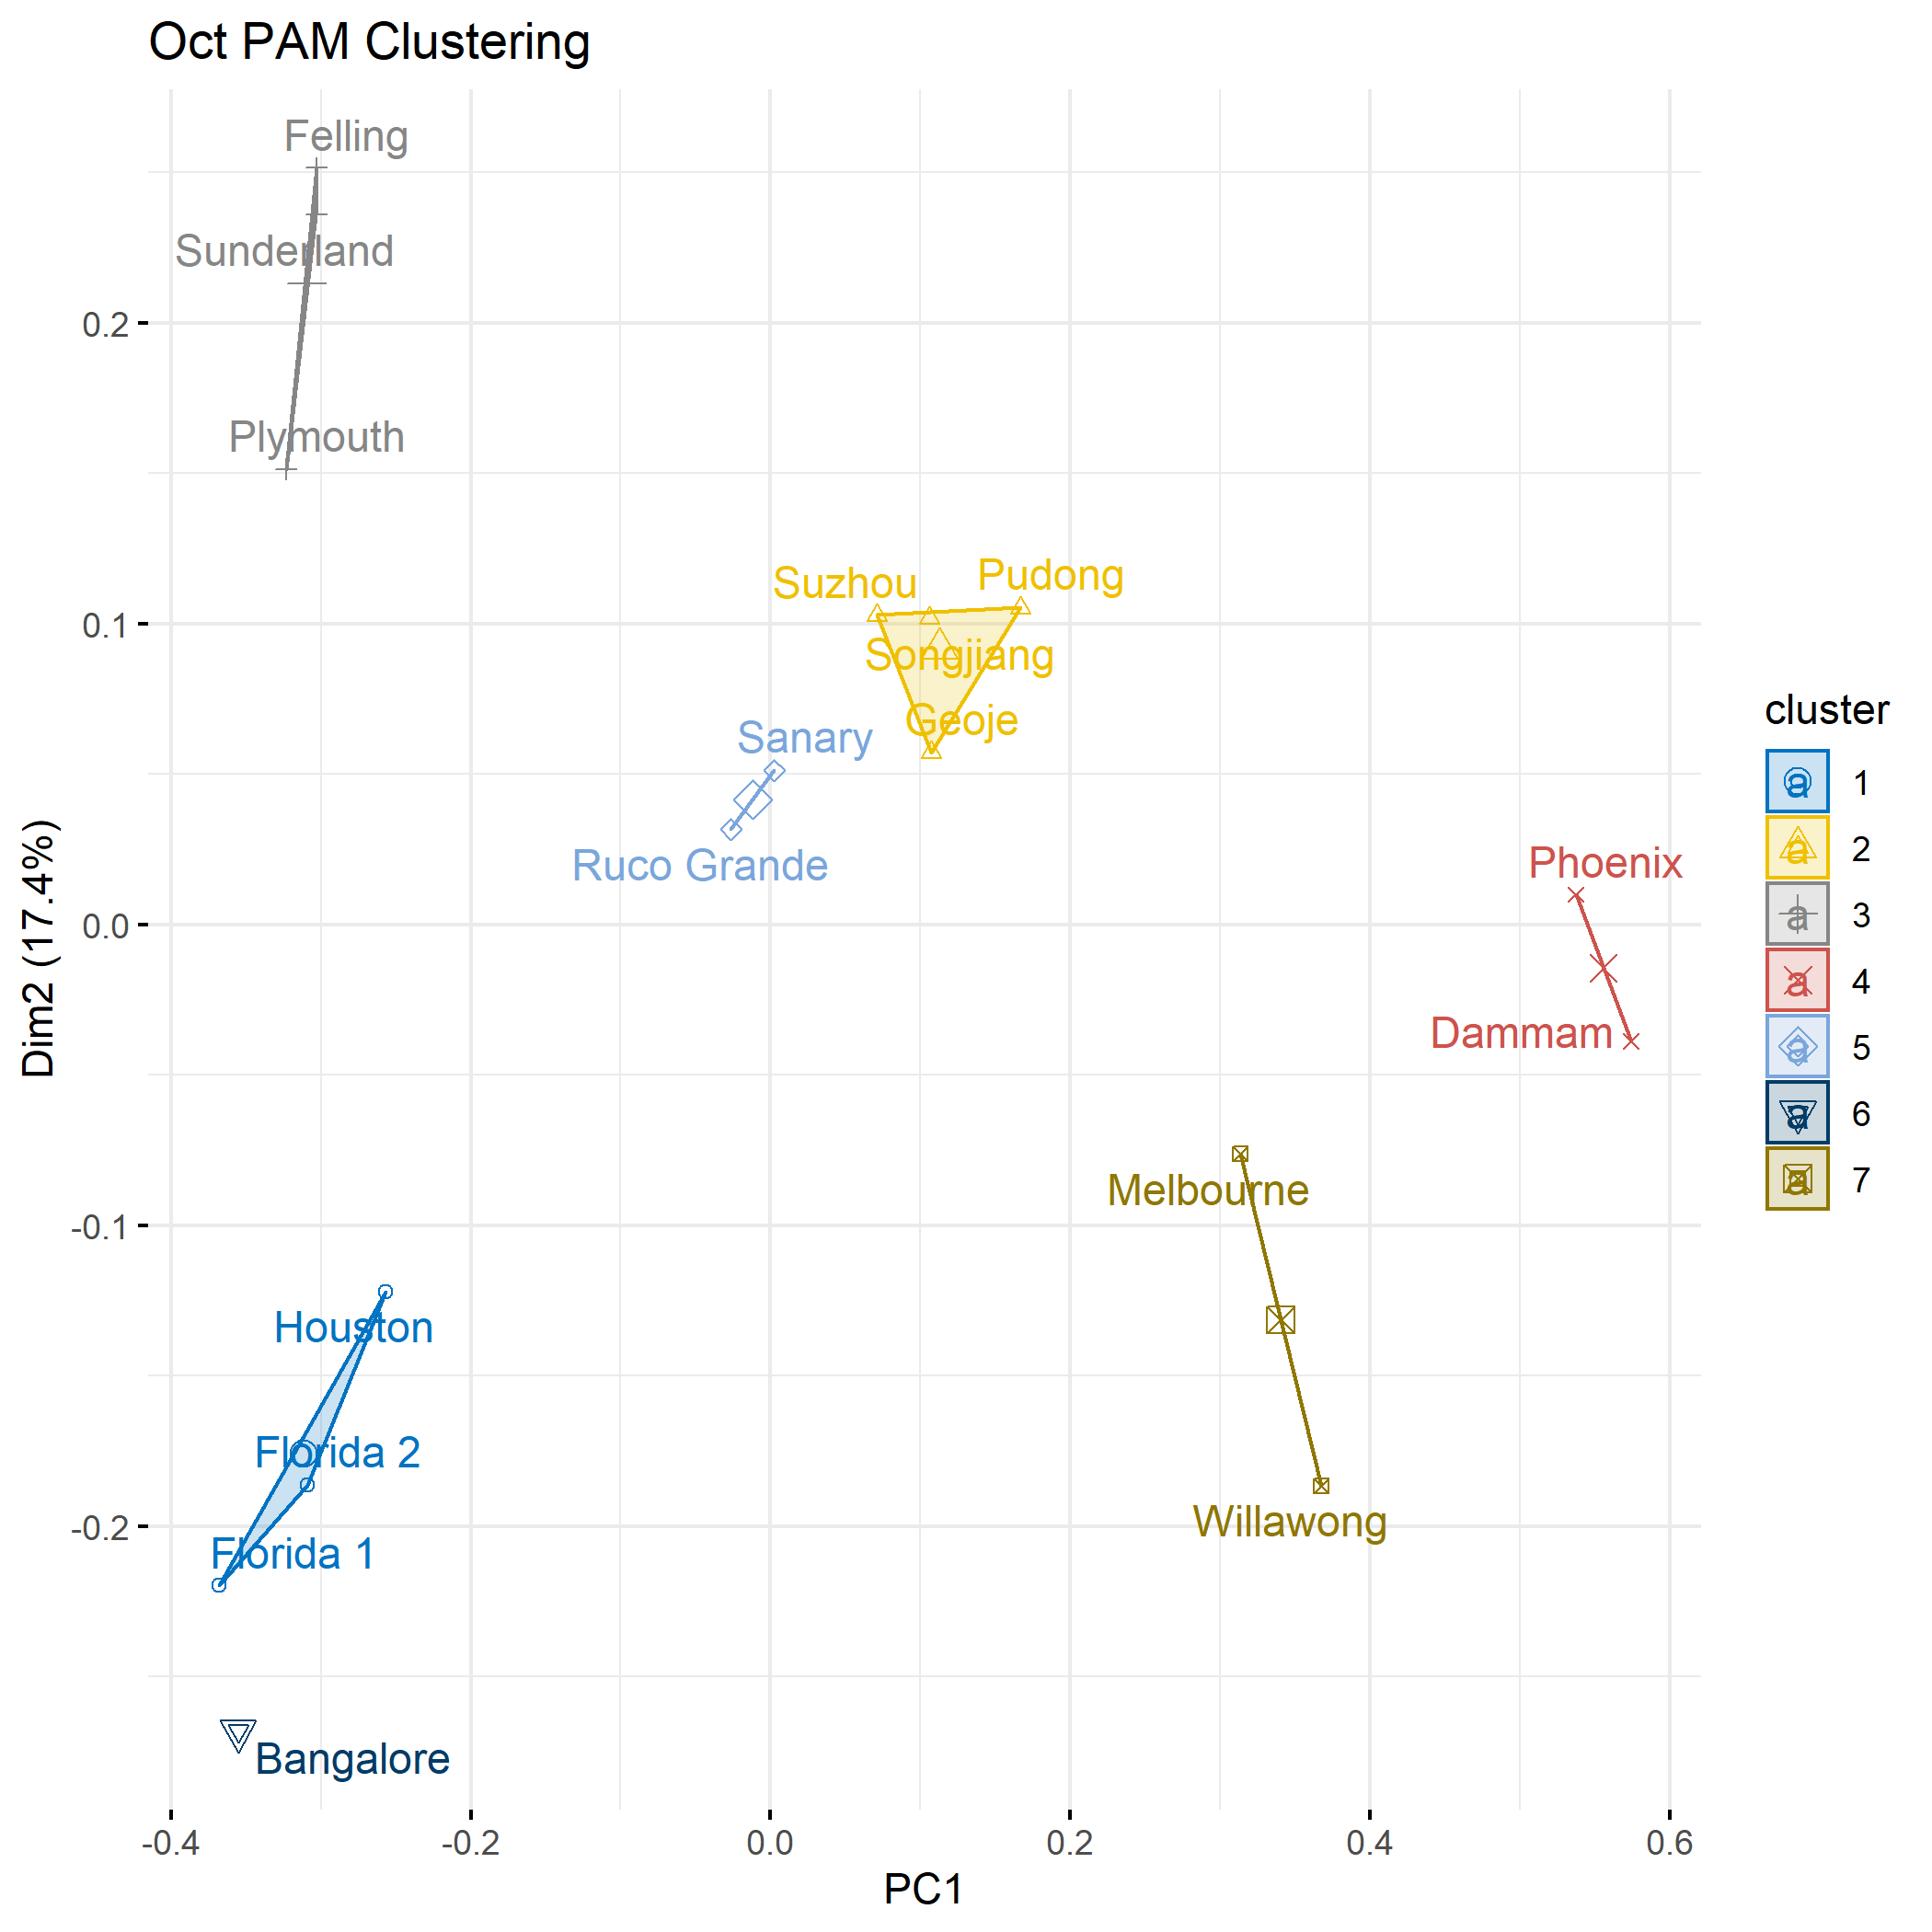 Oct PAM Clustering
Felling
Sunderland
0.2
Plymouth
Suzhou
Pudong
0.1
Songjiang
Geoje
cluster
Sanary
a 1
a 2
Ruco Grande
Phoenix
a 3
0.0
Dim2 (17.4%)
a 4
Dammam
a 5
a 6
Melbourne
a 7
-0.1
Houston
Florida 2
Willawong
-0.2
Florida 1
Bangalore
-0.4 -0.2 0.0 0.2 0.4 0.6
PC1